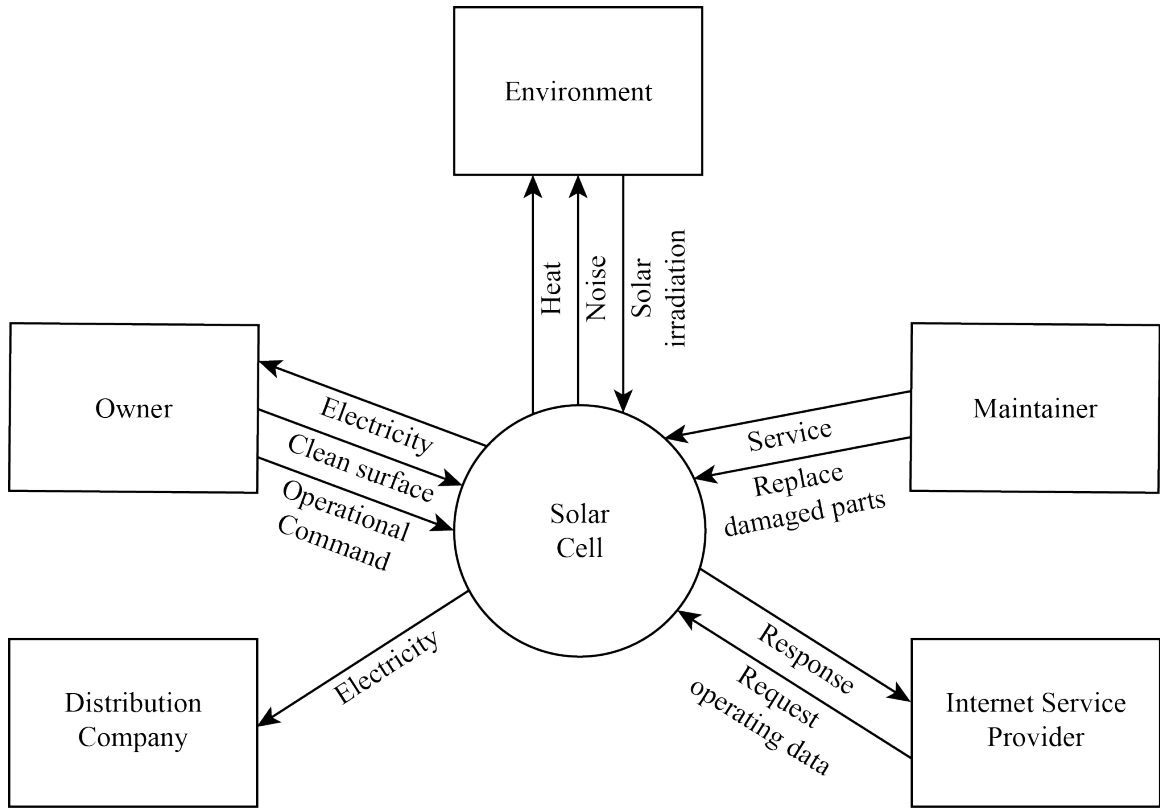 Environment
Heat
Noise
Solar
irradiation
Owner
Electricity
Clean surface
Operational
Command
Maintainer
Service
Replace
damaged parts
Solar
Cell
Distribution
Company
Electricity
Response
Request
operating data
Internet Service
Provider